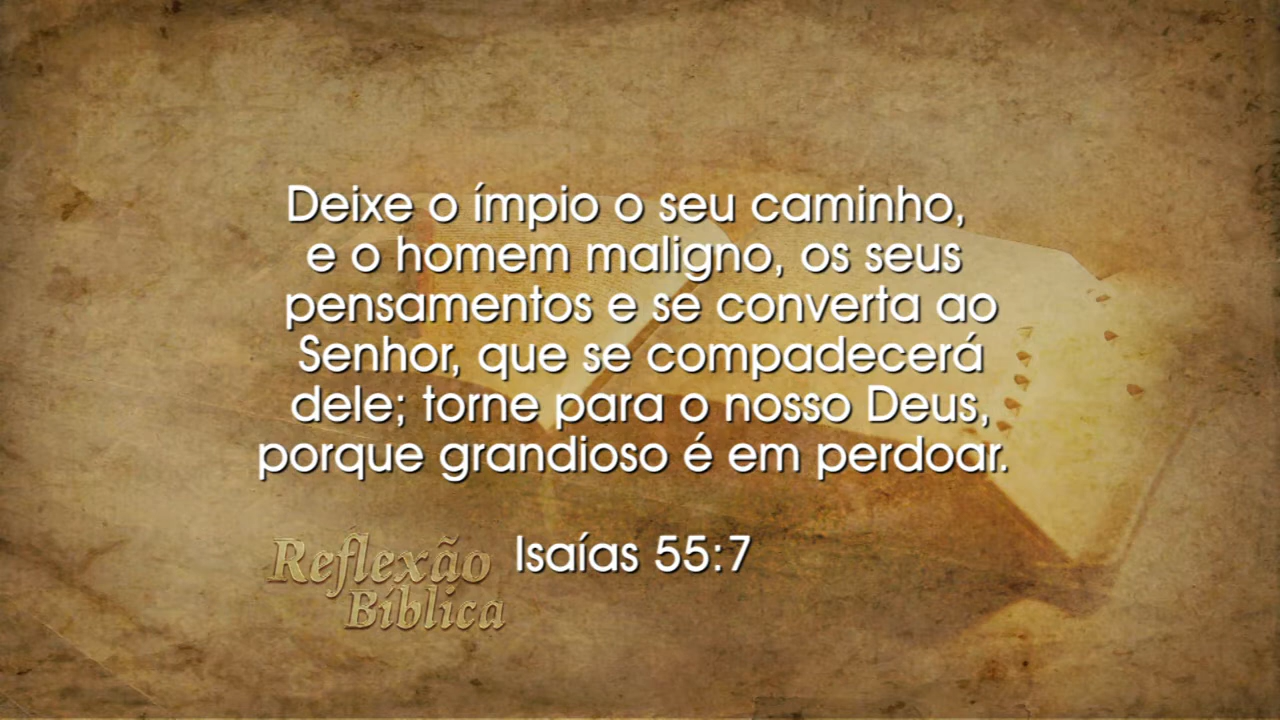 Deixe o ímpio o seu caminho,
e o homem maligno, os seus
pensamentos e se converta ao
Senhor, que se compadecerá
dele; torne para o nosso Deus,
porque grandioso é em perdoar.
Isaías 55:7
Reflexão
Bíblica